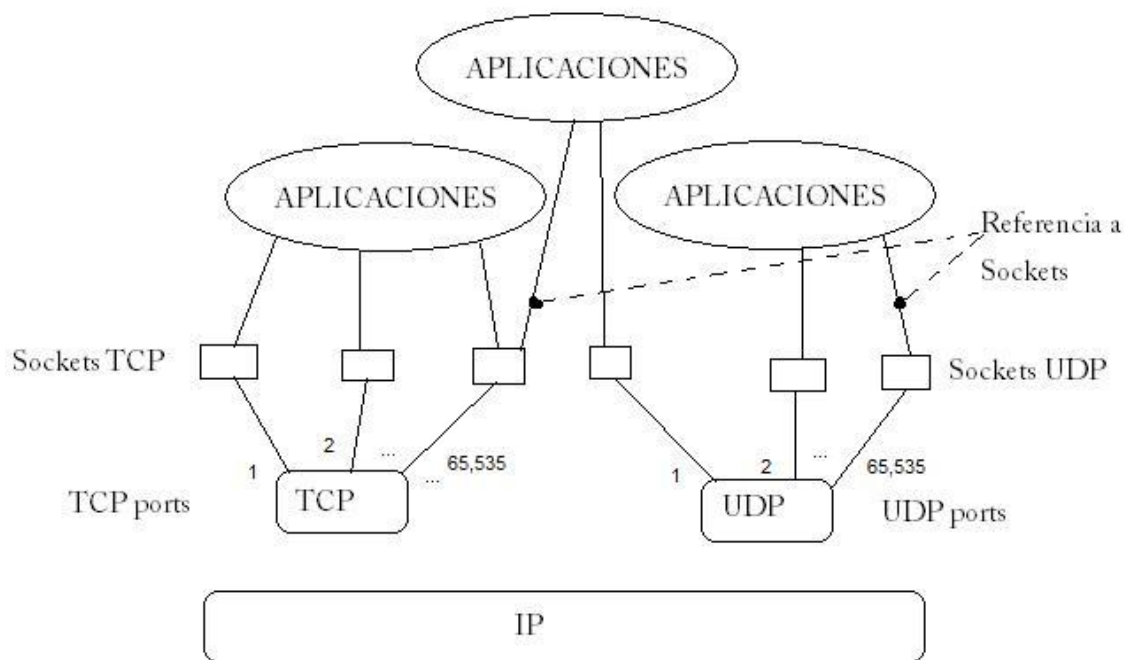 APLICACIONES
APLICACIONES
APLICACIONES
Referencia a
Sockets
Sockets TCP
Sockets UDP
1
2
...
...
65,535
1
2
...
65,535
TCP ports
TCP
UDP
UDP ports
IP